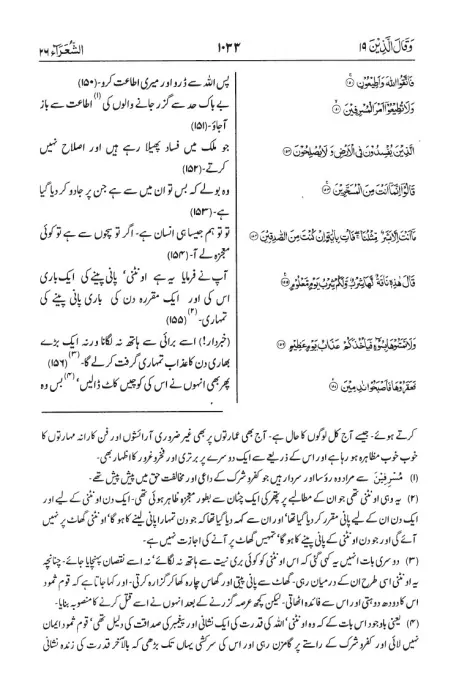 وَقَالَ الَّذِيْنَ ١٩
١٠٣٣
الشُّعَرَاء ٢٦
فَاتَّقُوا اللّٰهَ وَاَطِيْعُوْنِ
وَلَا تُطِيْعُوْٓا اَمْرَ الْمُسْرِفِيْنَ
الَّذِيْنَ يُفْسِدُوْنَ فِى الْاَرْضِ وَلَا يُصْلِحُوْنَ
قَالُوْٓا اِنَّمَآ اَنْتَ مِنَ الْمُسَحَّرِيْنَ
مَآ اَنْتَ اِلَّا بَشَرٌ مِّثْلُنَا فَاْتِ بِاٰيَةٍ اِنْ كُنْتَ مِنَ الصّٰدِقِيْنَ
قَالَ هٰذِهٖ نَاقَةٌ لَّهَا شِرْبٌ وَّلَكُمْ شِرْبُ يَوْمٍ مَّعْلُوْمٍ
وَلَا تَمَسُّوْهَا بِسُوْٓءٍ فَيَاْخُذَكُمْ عَذَابُ يَوْمٍ عَظِيْمٍ
فَعَقَرُوْهَا فَاَصْبَحُوْا نٰدِمِيْنَ
پس اللہ سے ڈرو اور میری اطاعت کرو۔ (۱۵۰)
بے باک حد سے گزر جانے والوں کی (۱) اطاعت سے باز
آجاؤ۔ (۱۵۱)
جو ملک میں فساد پھیلا رہے ہیں اور اصلاح نہیں
کرتے۔ (۱۵۲)
وہ بولے کہ بس تو ان میں سے ہے جن پر جادو کر دیا گیا
ہے۔ (۱۵۳)
تو تو ہم جیسا ہی انسان ہے۔ اگر تو سچوں سے ہے تو کوئی
معجزہ لے آ۔ (۱۵۴)
آپ نے فرمایا یہ ہے اونٹنی، پانی پینے کی ایک باری
اس کی اور ایک مقررہ دن کی باری پانی پینے کی
تمہاری۔ (۲) (۱۵۵)
(خبردار!) اسے برائی سے ہاتھ نہ لگانا ورنہ ایک بڑے
بھاری دن کا عذاب تمہاری گرفت کر لے گا۔ (۳) (۱۵۶)
پھر بھی انہوں نے اس کی کوچیں کاٹ ڈالیں، (۴) بس وہ
کرتے ہوئے۔ جیسے آج کل لوگوں کا حال ہے۔ آج بھی عمارتوں پر بھی غیر ضروری آرائشوں اور فن کارانہ مہارتوں کا
خوب خوب مظاہرہ ہو رہا ہے اور اس کے ذریعے سے ایک دوسرے پر برتری اور فخر و غرور کا اظہار بھی۔
(۱) مُسْرِفِيْنَ سے مراد وہ رؤسا اور سردار ہیں جو کفر و شرک کے داعی اور مخالفت حق میں پیش پیش تھے۔
(۲) یہ وہی اونٹنی تھی جو ان کے مطالبے پر پتھر کی ایک چٹان سے بطور معجزہ ظاہر ہوئی تھی۔ ایک دن اونٹنی کے لیے اور
ایک دن ان کے لیے پانی مقرر کر دیا گیا تھا، اور ان سے کہہ دیا گیا تھا کہ جو دن تمہارا پانی لینے کا ہو گا، اونٹنی گھاٹ پر نہیں
آئے گی اور جو دن اونٹنی کے پانی پینے کا ہو گا، تمہیں گھاٹ پر آنے کی اجازت نہیں ہے۔
(۳) دوسری بات انہیں یہ کہی گئی کہ اس اونٹنی کو کوئی بری نیت سے ہاتھ نہ لگائے، نہ اسے نقصان پہنچایا جائے۔ چنانچہ
یہ اونٹنی اسی طرح ان کے درمیان رہی۔ گھاٹ سے پانی پیتی اور گھاس چارہ کھا کر گزارہ کرتی۔ اور کہا جاتا ہے کہ قوم ثمود
اس کا دودھ دوہتی اور اس سے فائدہ اٹھاتی۔ لیکن کچھ عرصہ گزرنے کے بعد انہوں نے اسے قتل کرنے کا منصوبہ بنایا۔
(۴) یعنی باوجود اس بات کے کہ وہ اونٹنی، اللہ کی قدرت کی ایک نشانی اور پیغمبر کی صداقت کی دلیل تھی، قوم ثمود ایمان
نہیں لائی اور کفر و شرک کے راستے پر گامزن رہی اور اس کی سرکشی یہاں تک بڑھی کہ بالآخر قدرت کی زندہ نشانی